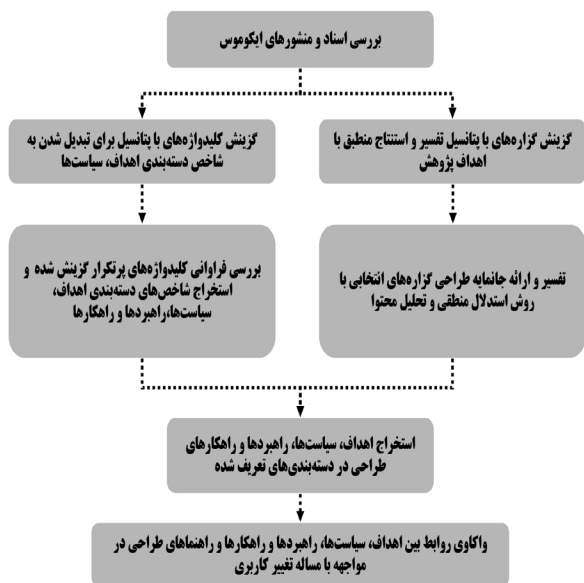 بررسی اسناد و منشورهای ایکوموس
گزینش گزاره‌های با پتانسیل تفسیر و استنتاج منطبق با
اهداف پژوهش
گزینش کلیدواژه‌های با پتانسیل برای تبدیل شدن به
شاخص دسته‌بندی اهداف، سیاست‌ها
تفسیر و ارائه جانمایه طراحی گزاره‌های انتخابی با
روش استدلال منطقی و تحلیل محتوا
بررسی فراوانی کلیدواژه‌های پرتکرار گزینش شده و
استخراج شاخص‌های دسته‌بندی اهداف،
سیاست‌ها،راهبردها و راهکارها
استخراج اهداف، سیاست‌ها، راهبردها و راهکارهای
طراحی در دسته‌بندی‌های تعریف شده
واکاوی روابط بین اهداف، سیاست‌ها، راهبردها و راهکارها و راهنماهای طراحی در
مواجهه با مساله تغییر کاربری